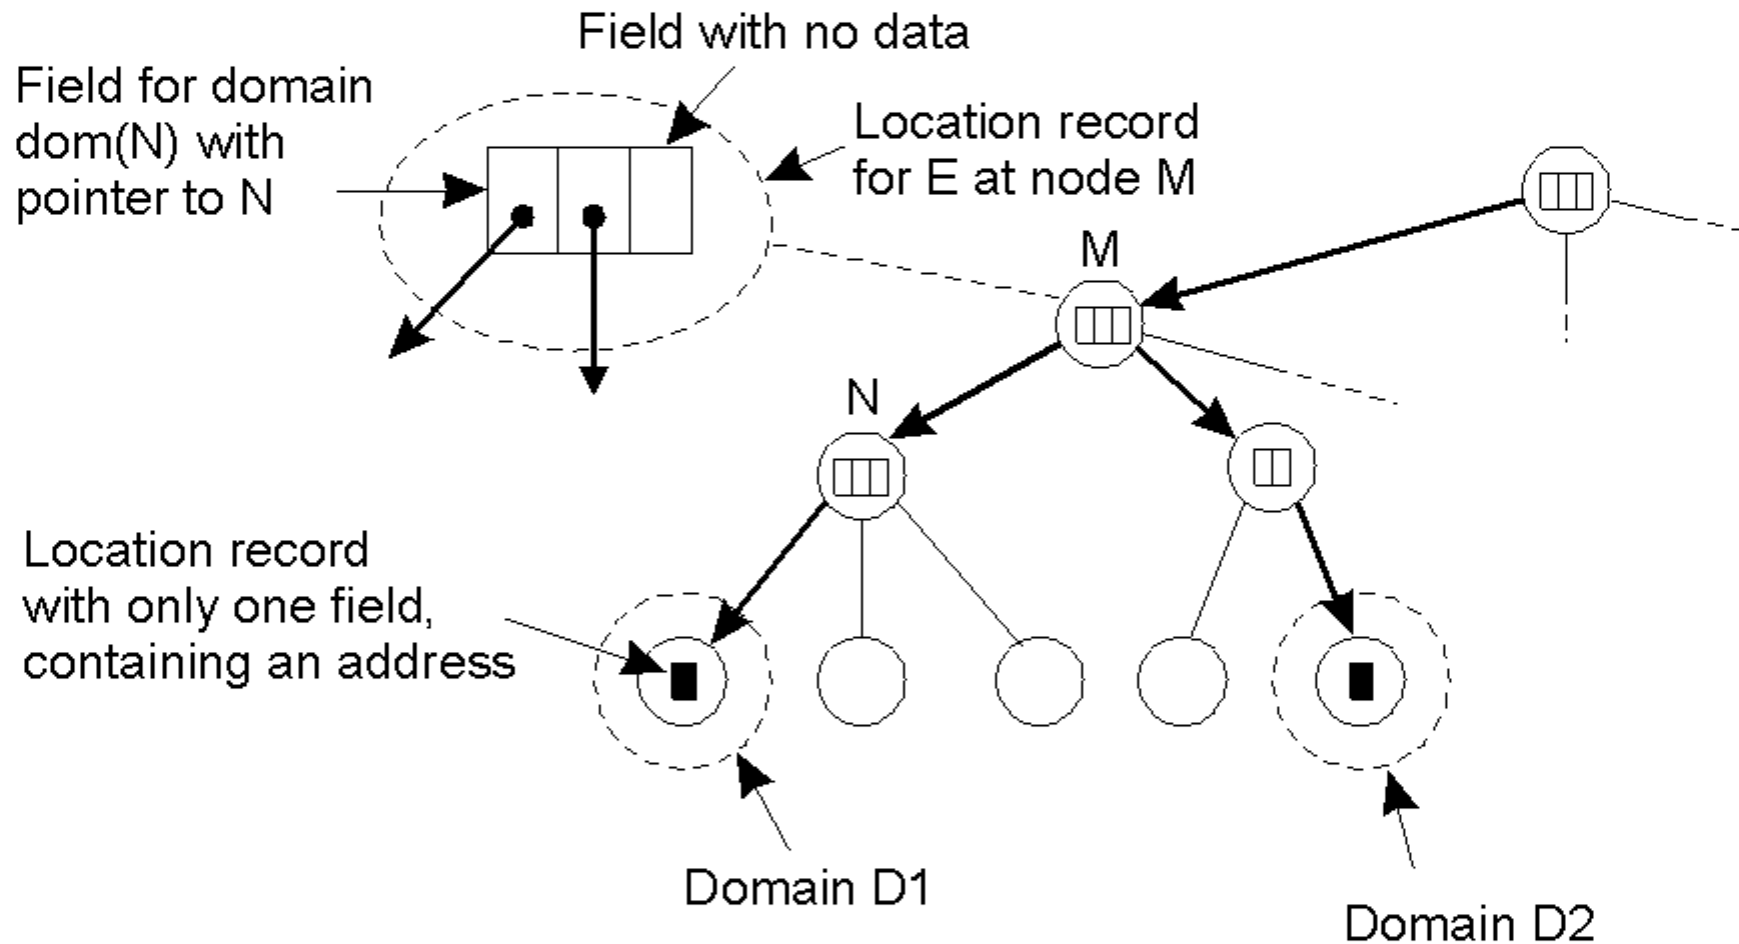 Field with no data
Field for domain
dom(N) with
pointer to N
Location record
for E at node M
M
N
Location record
with only one field,
containing an address
Domain D1
Domain D2